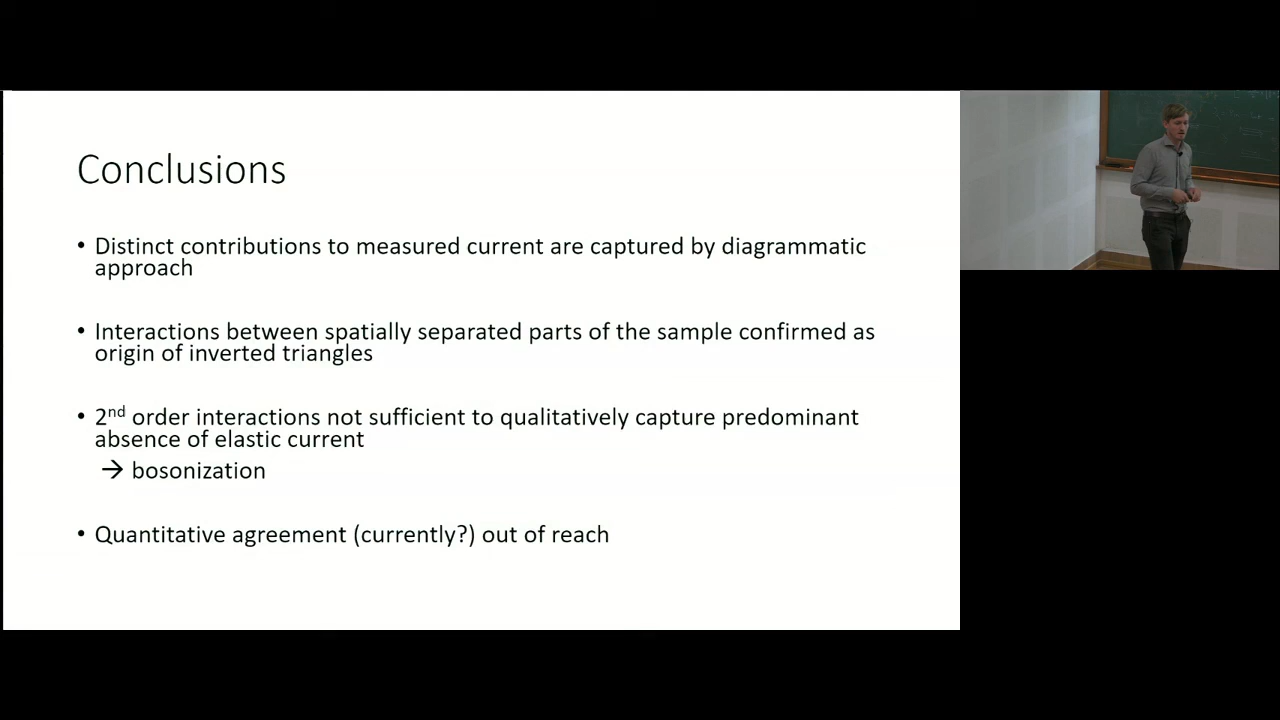 Conclusions
• Distinct contributions to measured current are captured by diagrammatic
approach
• Interactions between spatially separated parts of the sample confirmed as
origin of inverted triangles
• 2nd order interactions not sufficient to qualitatively capture predominant
absence of elastic current
→ bosonization
• Quantitative agreement (currently?) out of reach